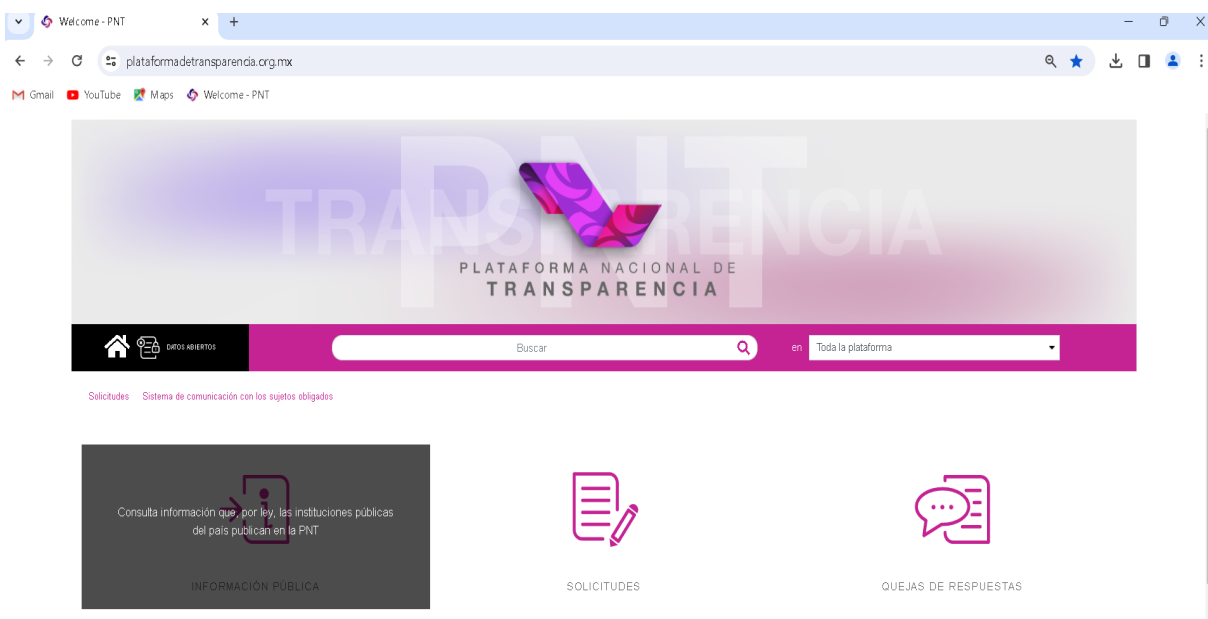 Welcome - PNT
plataformadetransparencia.org.mx
Gmail YouTube Maps Welcome - PNT
PNT
TRANSPARENCIA
PLATAFORMA NACIONAL DE
TRANSPARENCIA
DATOS ABIERTOS Buscar en Toda la plataforma
Solicitudes Sistema de comunicación con los sujetos obligados
Consulta información que, por ley, las instituciones públicas
del país publican en la PNT
INFORMACIÓN PÚBLICA SOLICITUDES QUEJAS DE RESPUESTAS